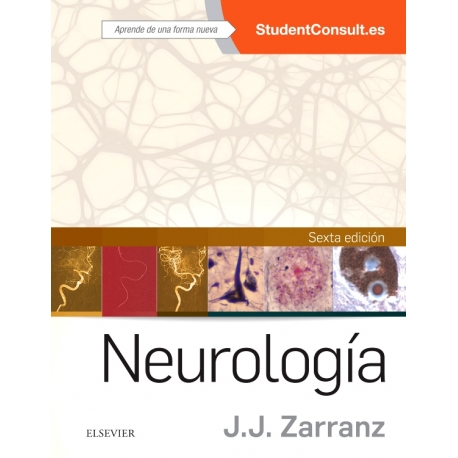 Aprende de una forma nueva
StudentConsult.es
Sexta edición
Neurología
ELSEVIER
J.J. Zarranz